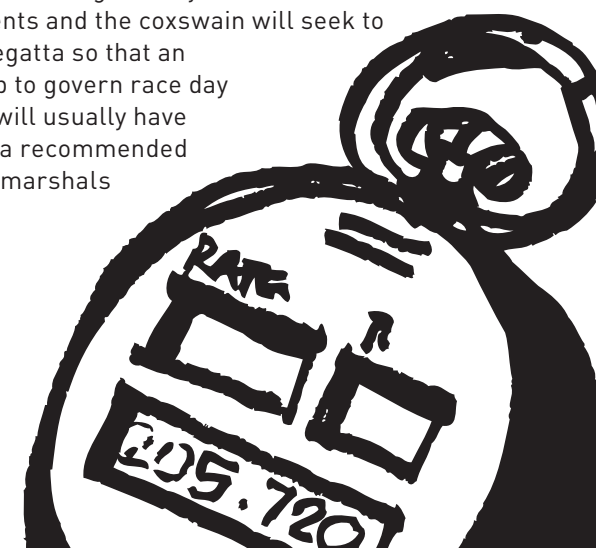 ents and the coxswain will seek to
egatta so that an
o to govern race day
will usually have
a recommended
marshals
RATE
205.720